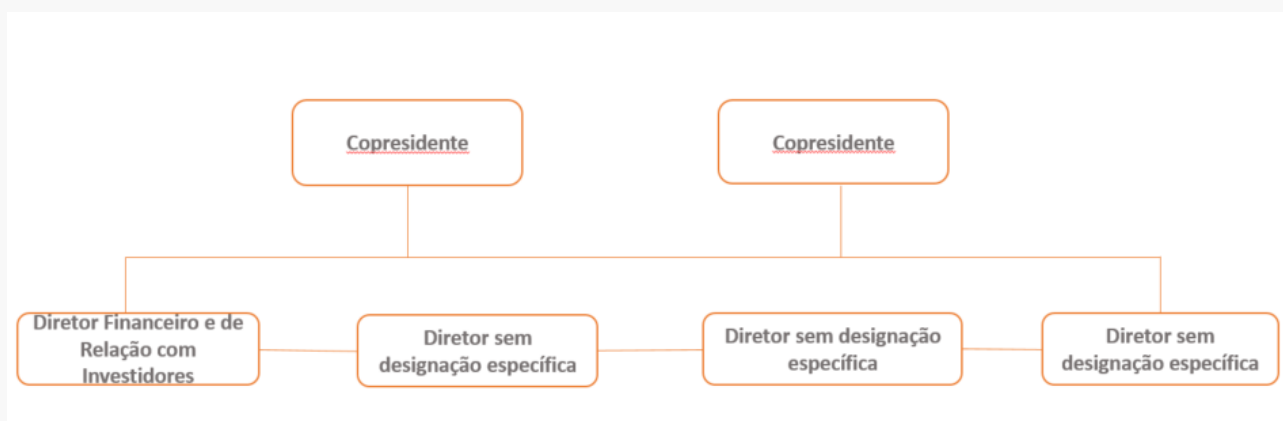 Copresidente
Copresidente
Diretor Financeiro e de
Relação com
Investidores
Diretor sem
designação específica
Diretor sem designação
específica
Diretor sem
designação específica